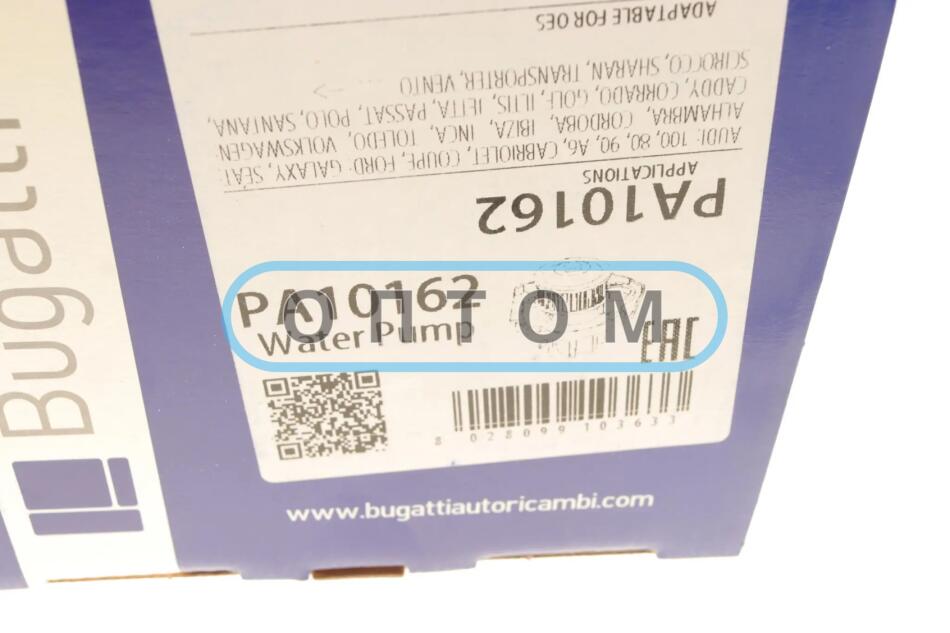 Bugatti
PA10162
Water Pump
EAC
8 028099 103633
www.bugattiautoricambi.com
PA10162
APPLICATIONS
AUDI: 100, 80, 90, A6, CABRIOLET, COUPE, FORD: GALAXY, SEAT:
ALHAMBRA, CORDOBA, IBIZA, INCA, TOLEDO, VOLKSWAGEN:
CADDY, CORRADO, GOLF, ILTIS, JETTA, PASSAT, POLO, SANTANA,
SCIROCCO, SHARAN, TRANSPORTER, VENTO
ADAPTABLE FOR OES
ОПТОМ